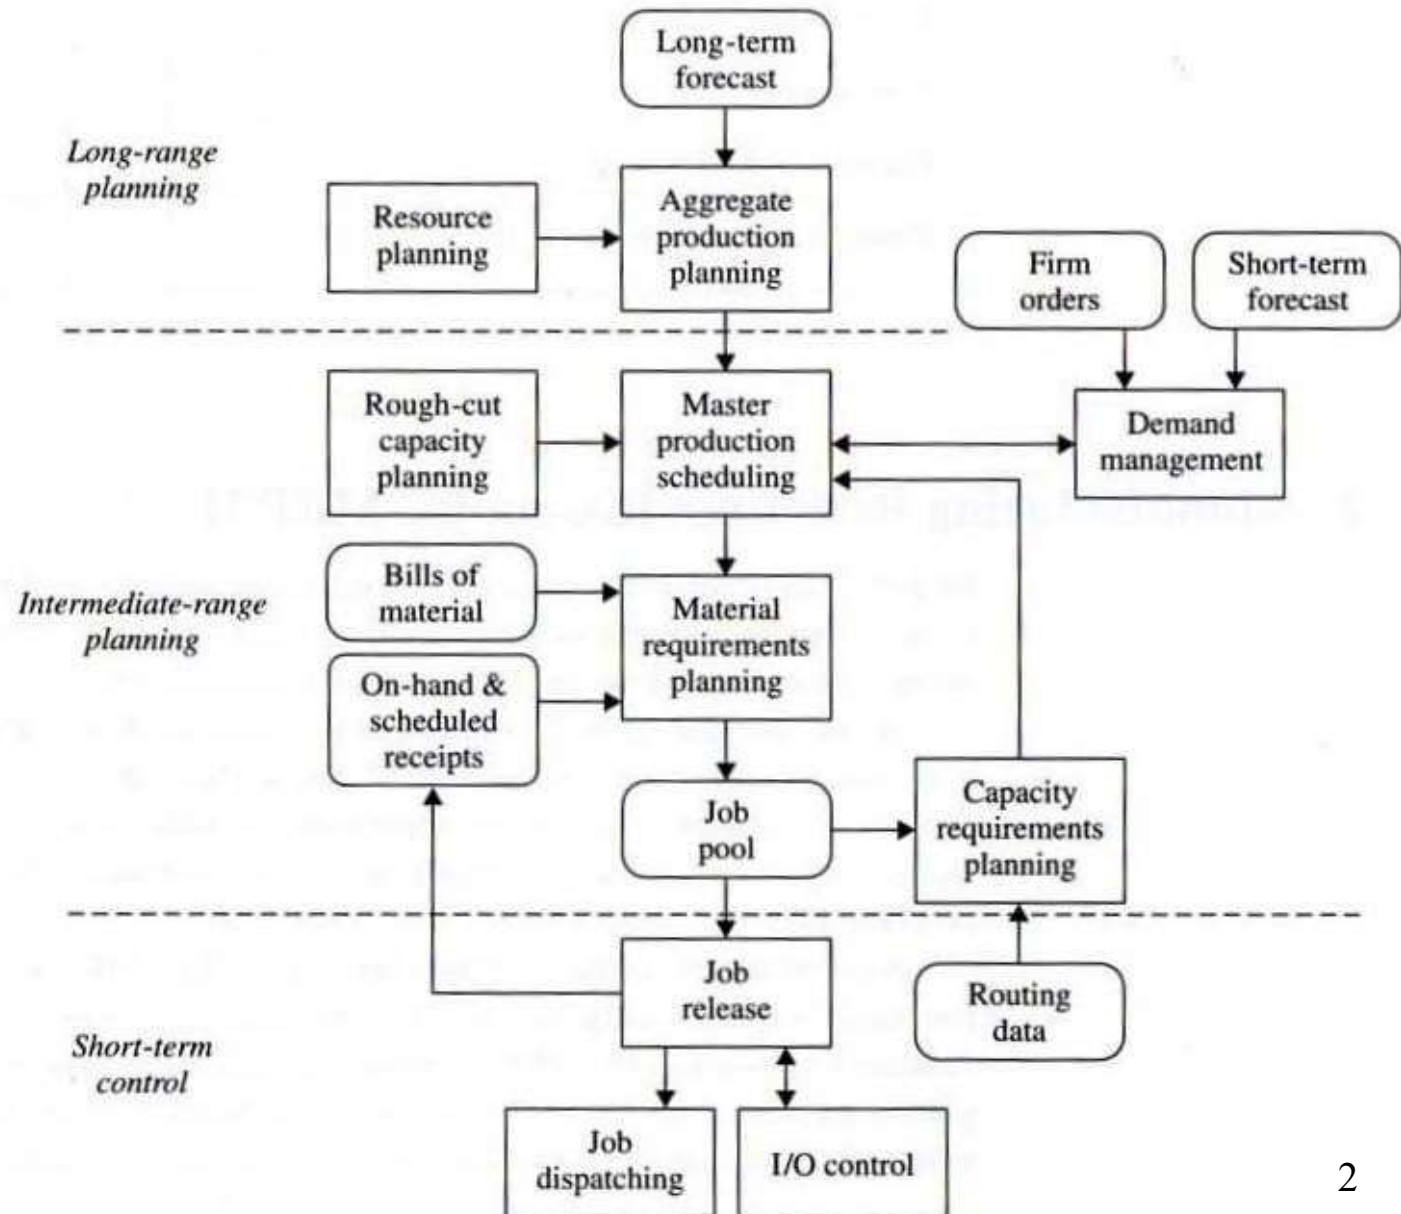 Long-term
forecast
Long-range
planning
Resource
planning
Aggregate
production
planning
Firm
orders
Short-term
forecast
Rough-cut
capacity
planning
Master
production
scheduling
Demand
management
Bills of
material
Intermediate-range
planning
Material
requirements
planning
On-hand &
scheduled
receipts
Job
pool
Capacity
requirements
planning
Job
release
Routing
data
Short-term
control
Job
dispatching
I/O control
2